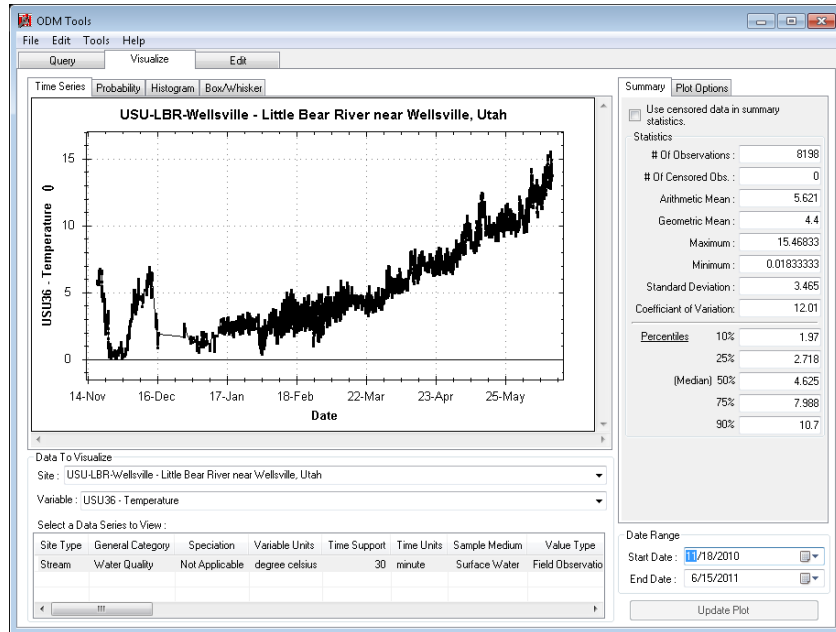 ODM Tools
File Edit Tools Help
Query Visualize Edit
Time Series Probability Histogram Box/Whisker
USU-LBR-Wellsville - Little Bear River near Wellsville, Utah
USU36 - Temperature ()
15
10
5
0
14-Nov 16-Dec 17-Jan 18-Feb 22-Mar 23-Apr 25-May
Date
Summary Plot Options
Use censored data in summary
statistics.
Statistics
# Of Observations : 8198
# Of Censored Obs. : 0
Arithmetic Mean : 5.621
Geometric Mean : 4.4
Maximum : 15.46833
Minimum : 0.01833333
Standard Deviation : 3.465
Coefficiant of Variation: 12.01
Percentiles 10% 1.97
25% 2.718
(Median) 50% 4.625
75% 7.988
90% 10.7
Data To Visualize
Site : USU-LBR-Wellsville - Little Bear River near Wellsville, Utah
Variable : USU36 - Temperature
Select a Data Series to View :
Site Type General Category Speciation Variable Units Time Support Time Units Sample Medium Value Type
Stream Water Quality Not Applicable degree celsius 30 minute Surface Water Field Observatio
Date Range
Start Date : 11/18/2010
End Date : 6/15/2011
Update Plot